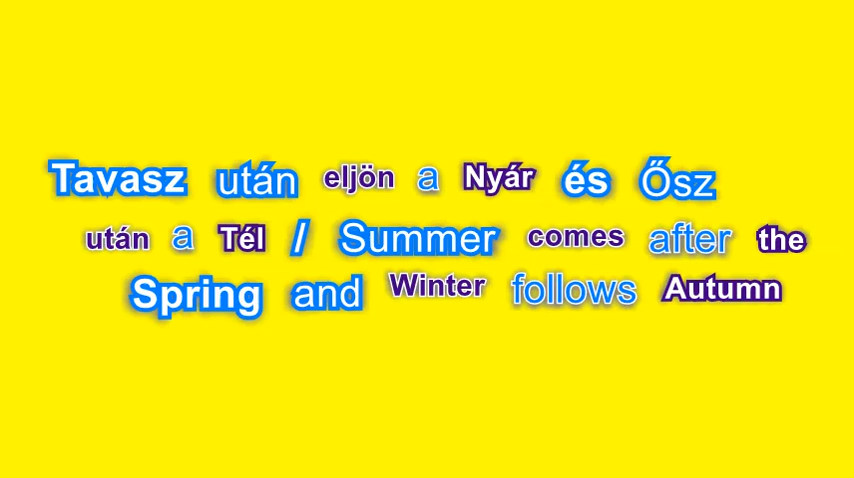 Tavasz után eljön a Nyár és Ősz
után a Tél / Summer comes after the
Spring and Winter follows Autumn